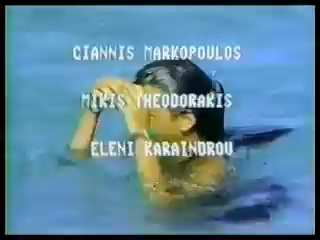 GIANNIS MARKOPOULOS
MIKIS THEODORAKIS
ELENI KARAINDROU